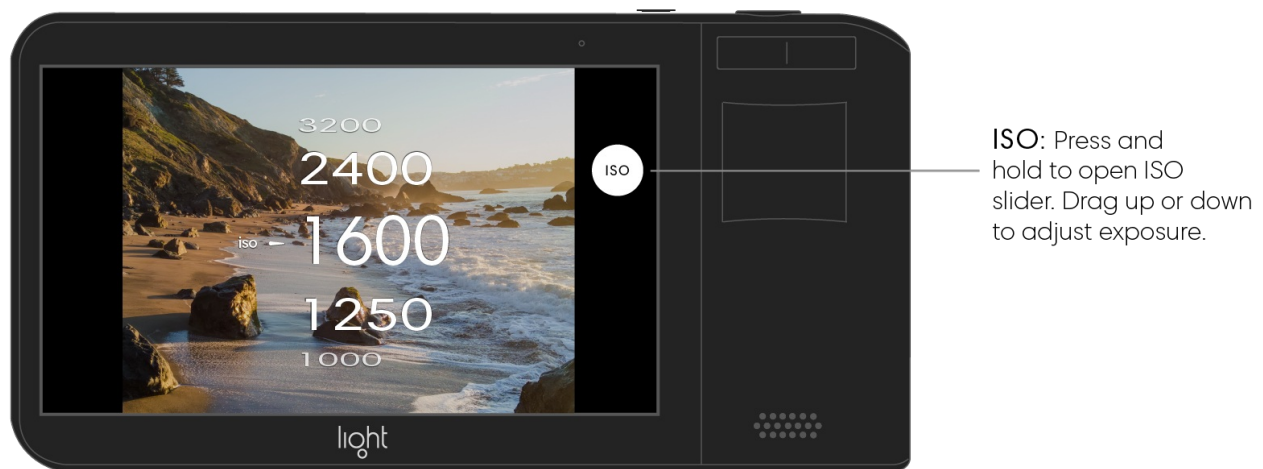 3200
2400
iso 1600
1250
1000
ISO
light
ISO: Press and
hold to open ISO
slider. Drag up or down
to adjust exposure.